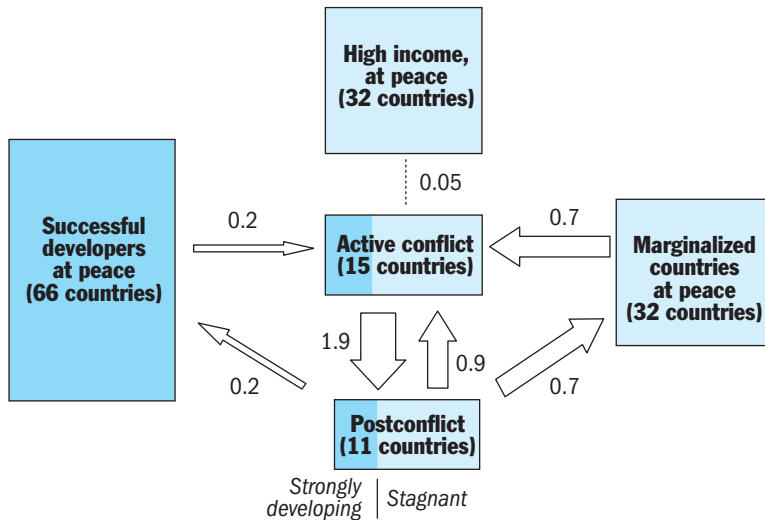 High income,
at peace
(32 countries)
0.05
Successful
developers
at peace
(66 countries)
0.2
Active conflict
(15 countries)
0.7
Marginalized
countries
at peace
(32 countries)
1.9
0.9
0.2
0.7
Postconflict
(11 countries)
Strongly
developing
Stagnant